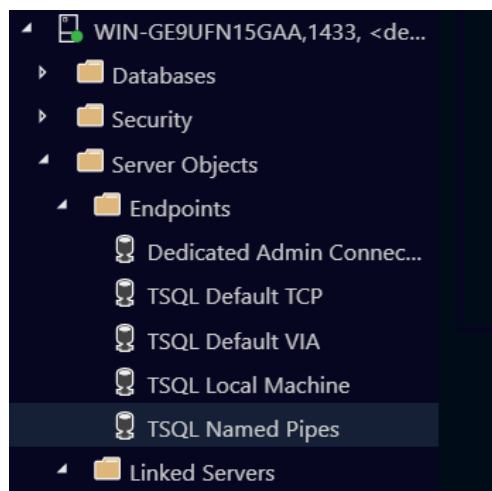 WIN-GE9UFN15GAA,1433, <de...
Databases
Security
Server Objects
Endpoints
Dedicated Admin Connec...
TSQL Default TCP
TSQL Default VIA
TSQL Local Machine
TSQL Named Pipes
Linked Servers